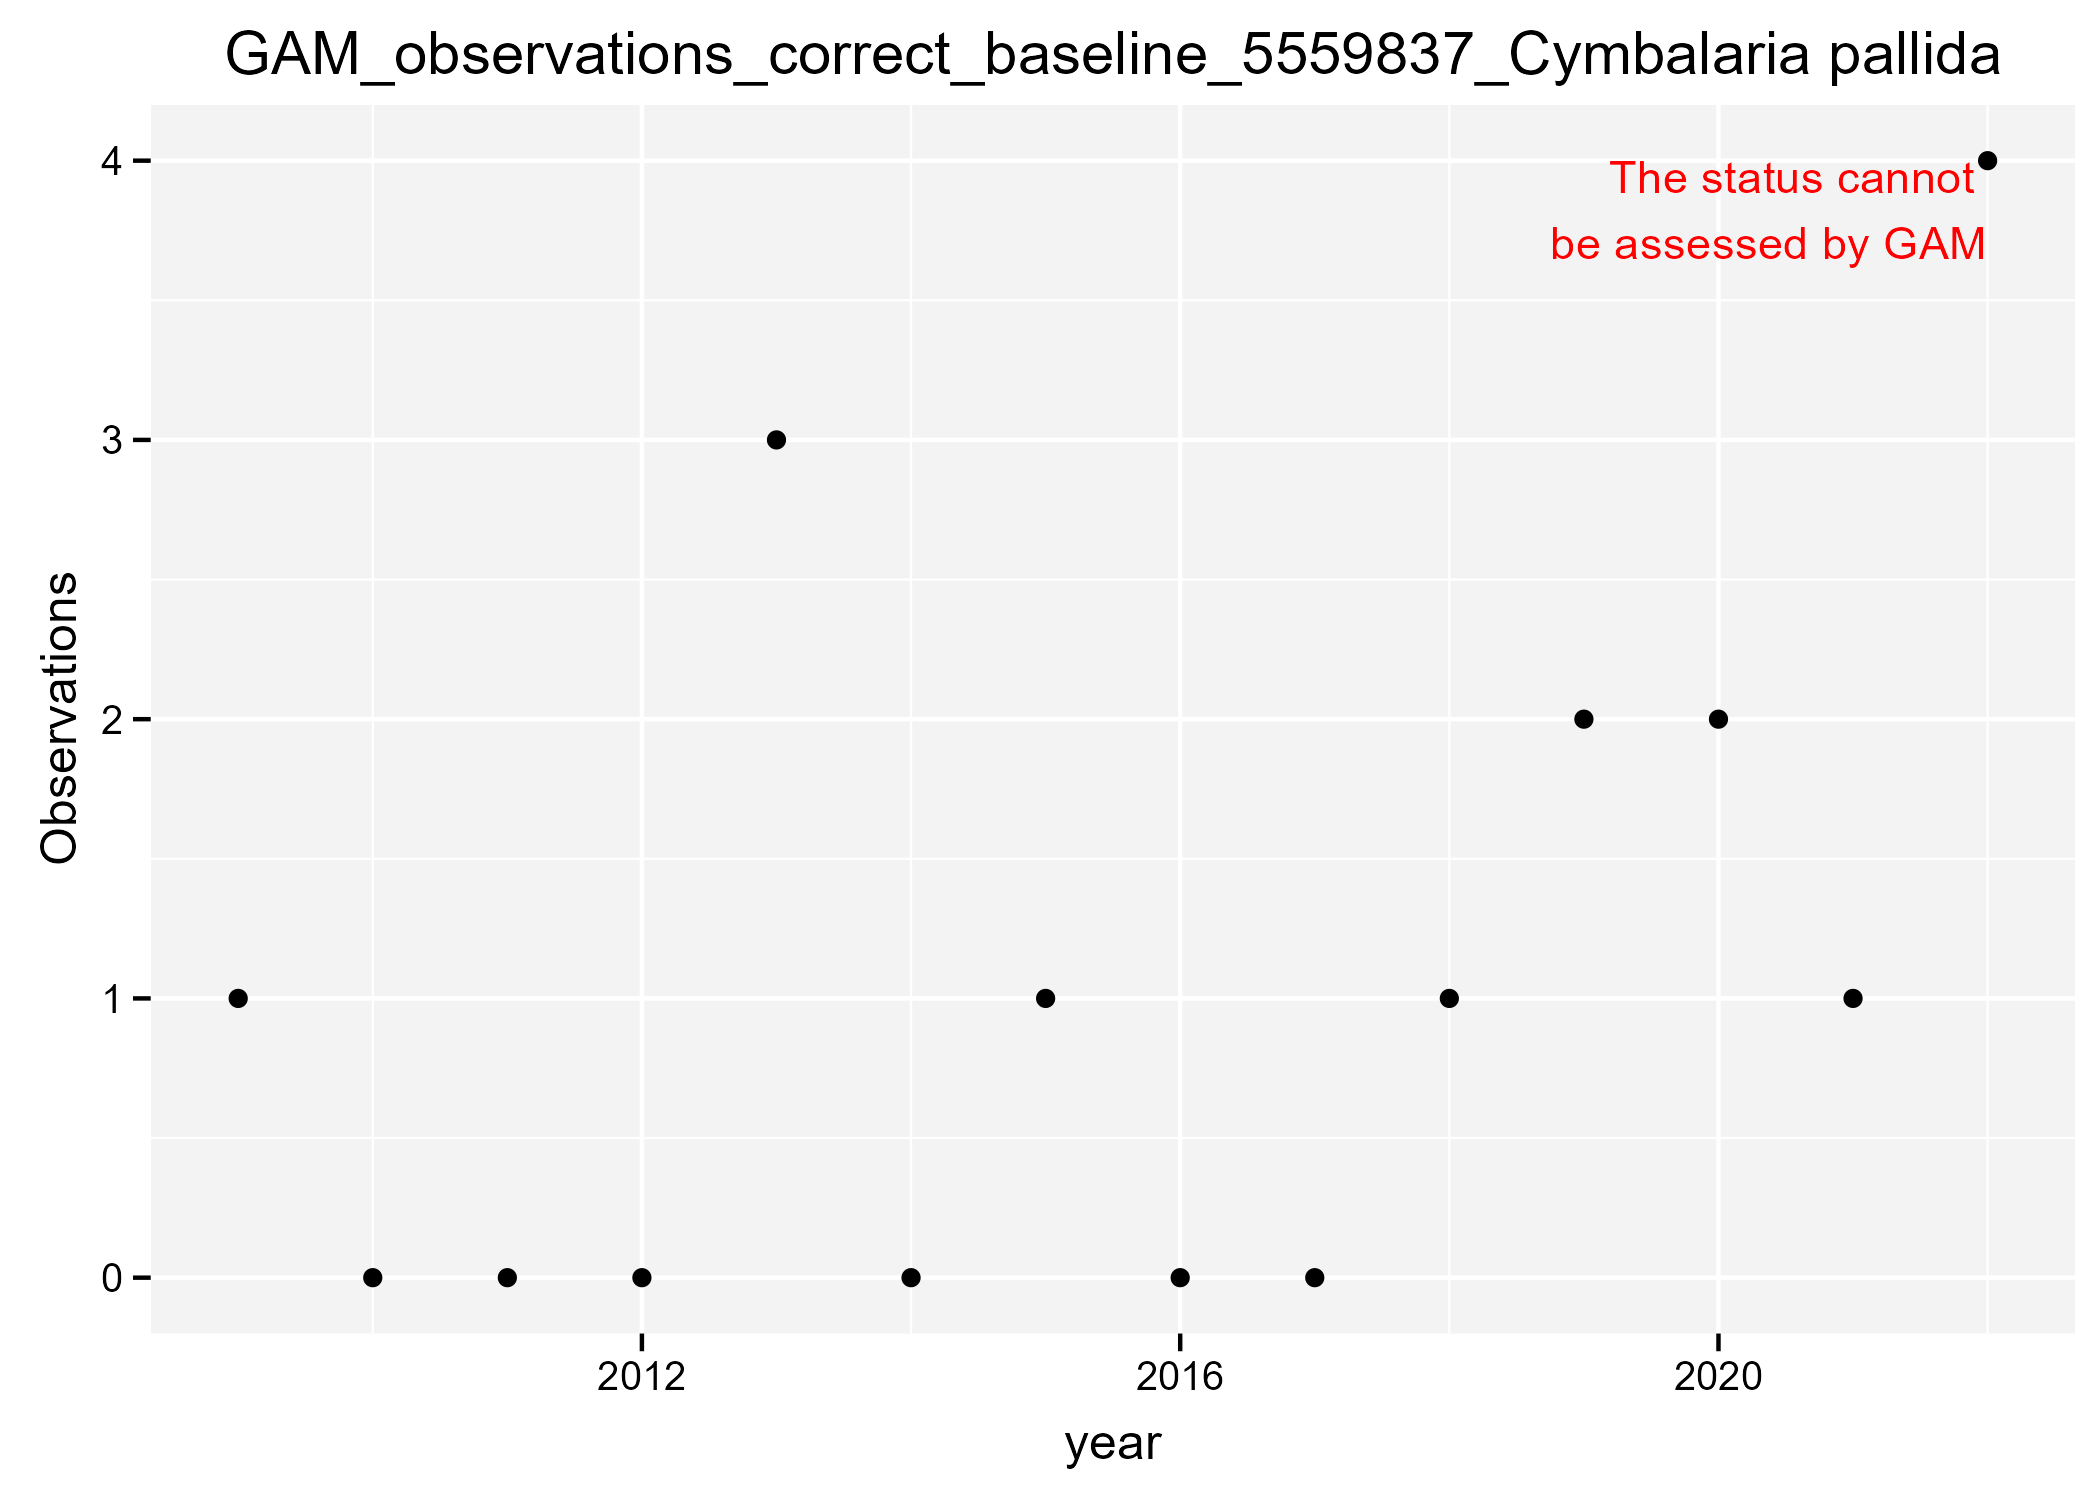 GAM_observations_correct_baseline_5559837_Cymbalaria pallida
4
The status cannot
be assessed by GAM
3
Observations
2
1
0
2012 2016 2020
year